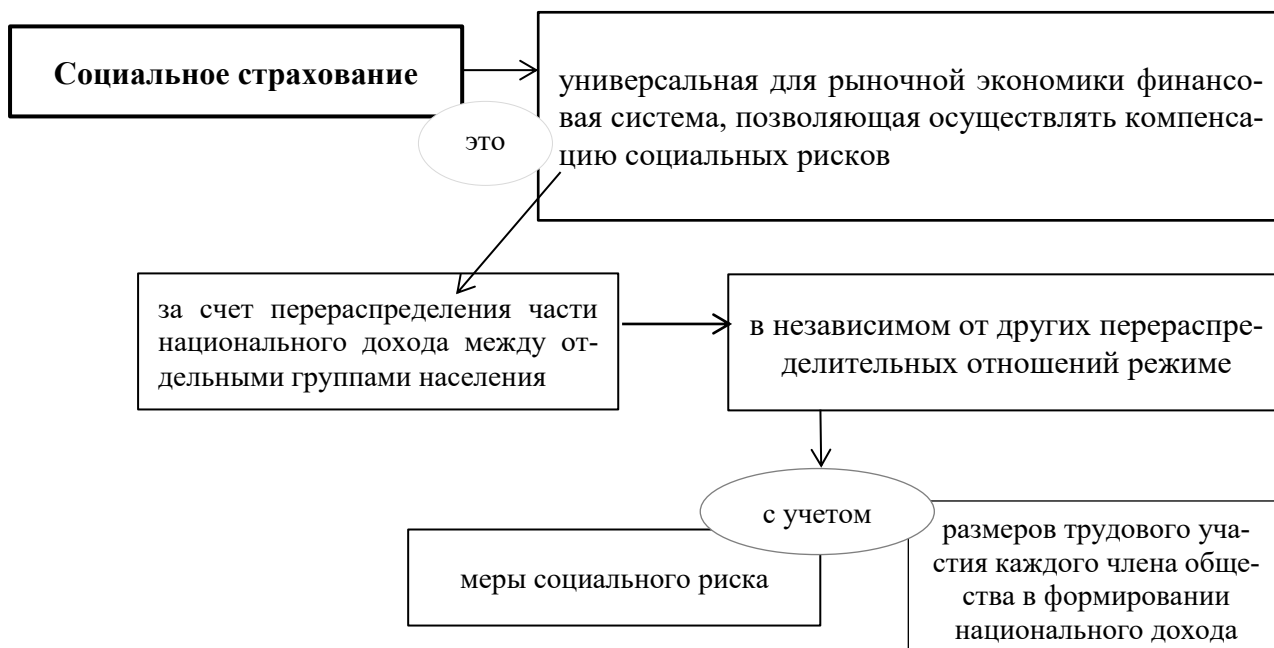 Социальное страхование
это
универсальная для рыночной экономики финансо-
вая система, позволяющая осуществлять компенса-
цию социальных рисков
за счет перераспределения части
национального дохода между от-
дельными группами населения
в независимом от других перераспре-
делительных отношений режиме
с учетом
меры социального риска
размеров трудового уча-
стия каждого члена обще-
ства в формировании
национального дохода